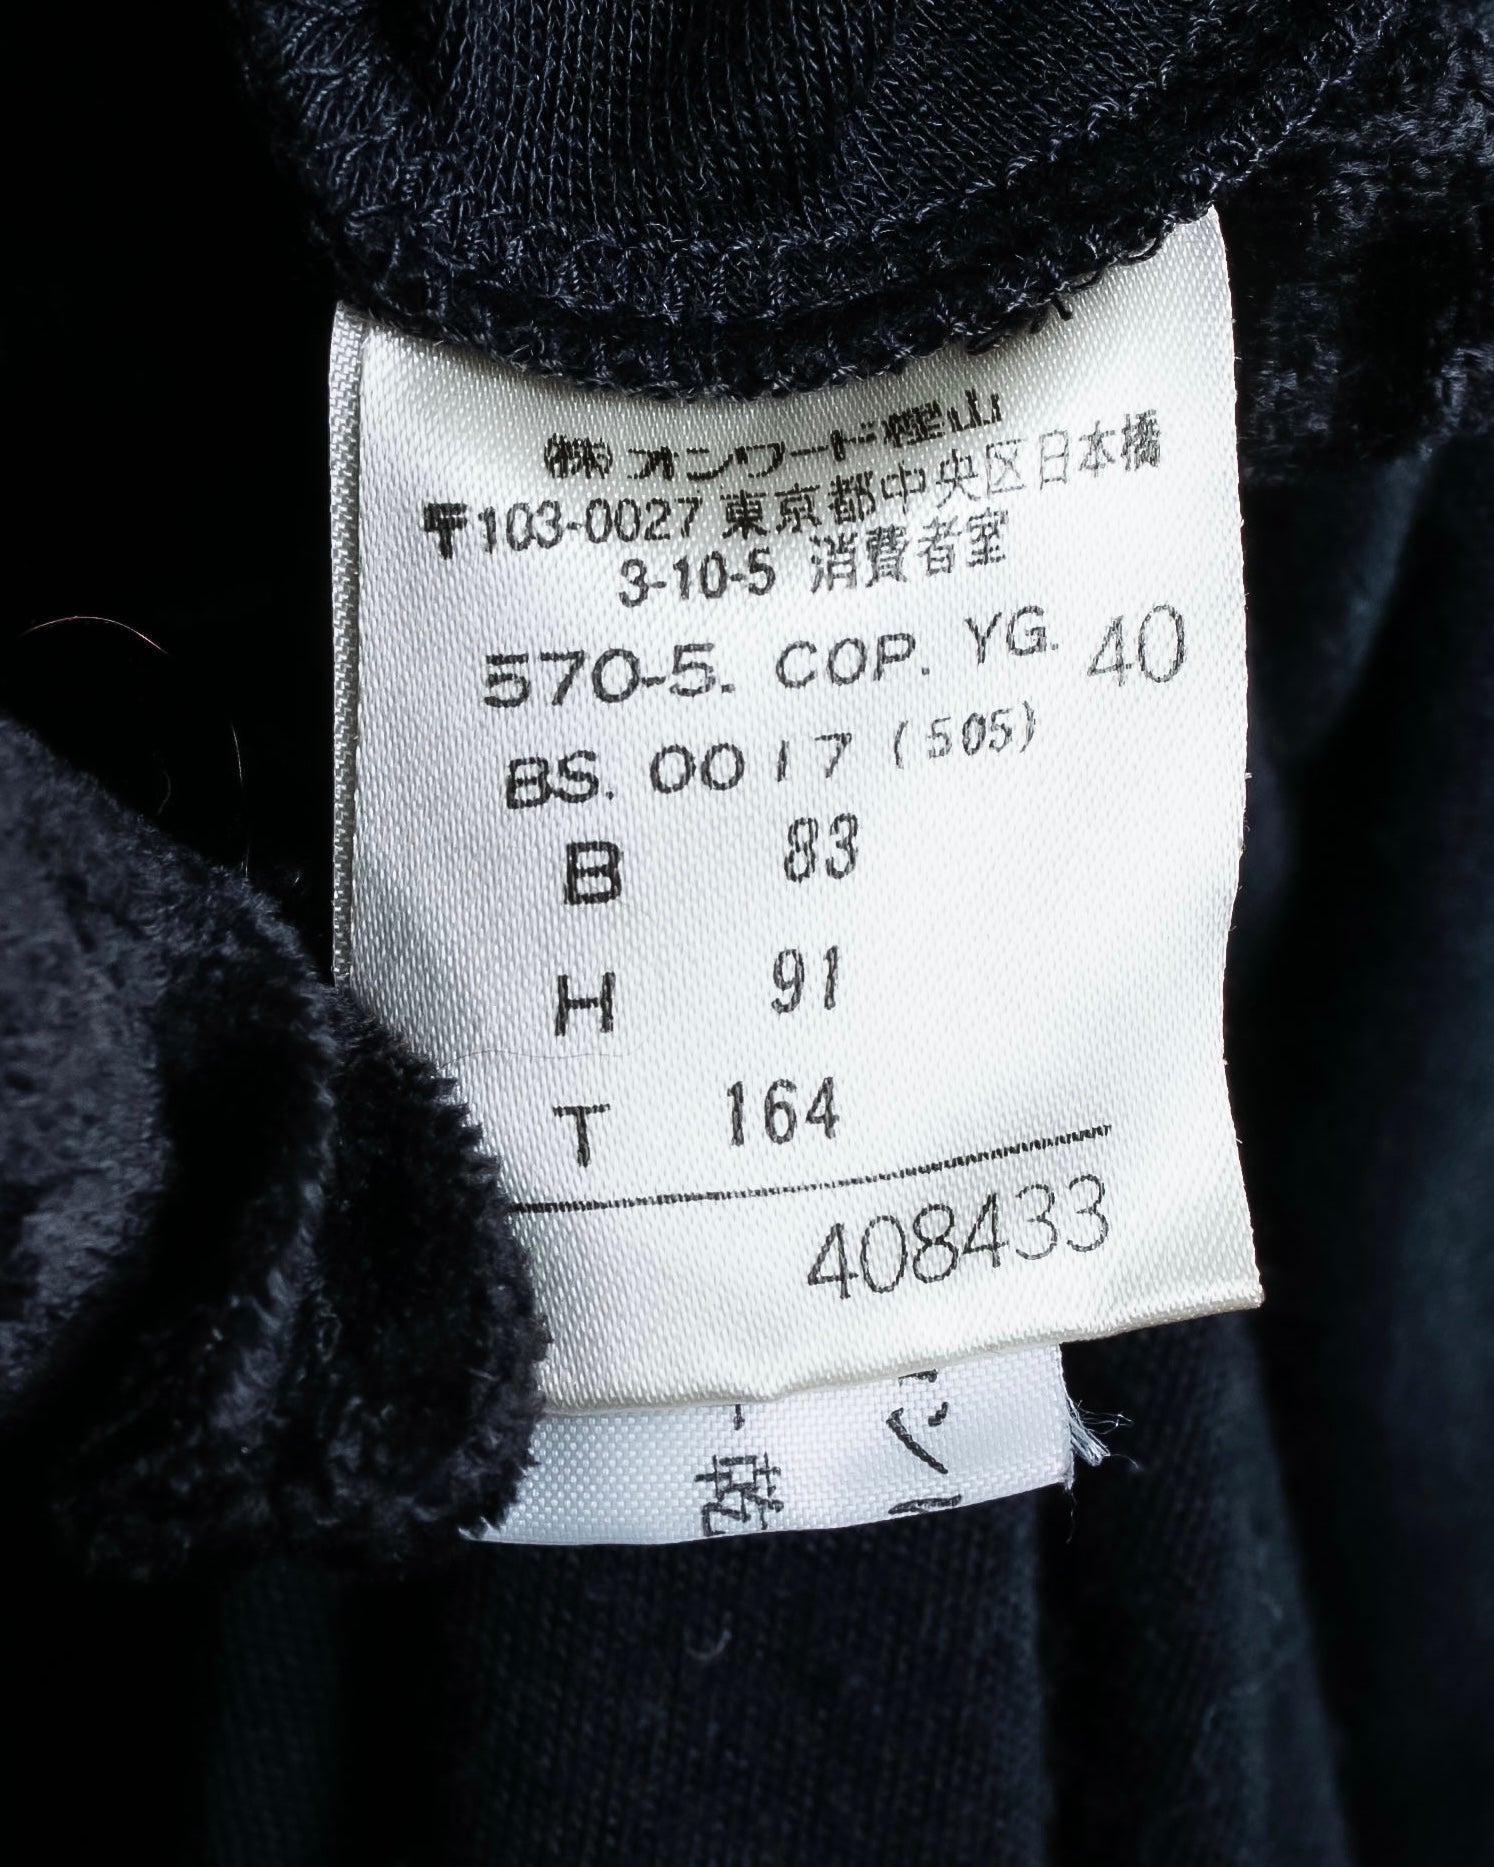 ㈱ オンワード樫山
〒103-0027 東京都中央区日本橋
3-10-5 消費者室
570-5. COP. YG. 40
BS. 0017 (505)
B 83
H 91
T 164
408433